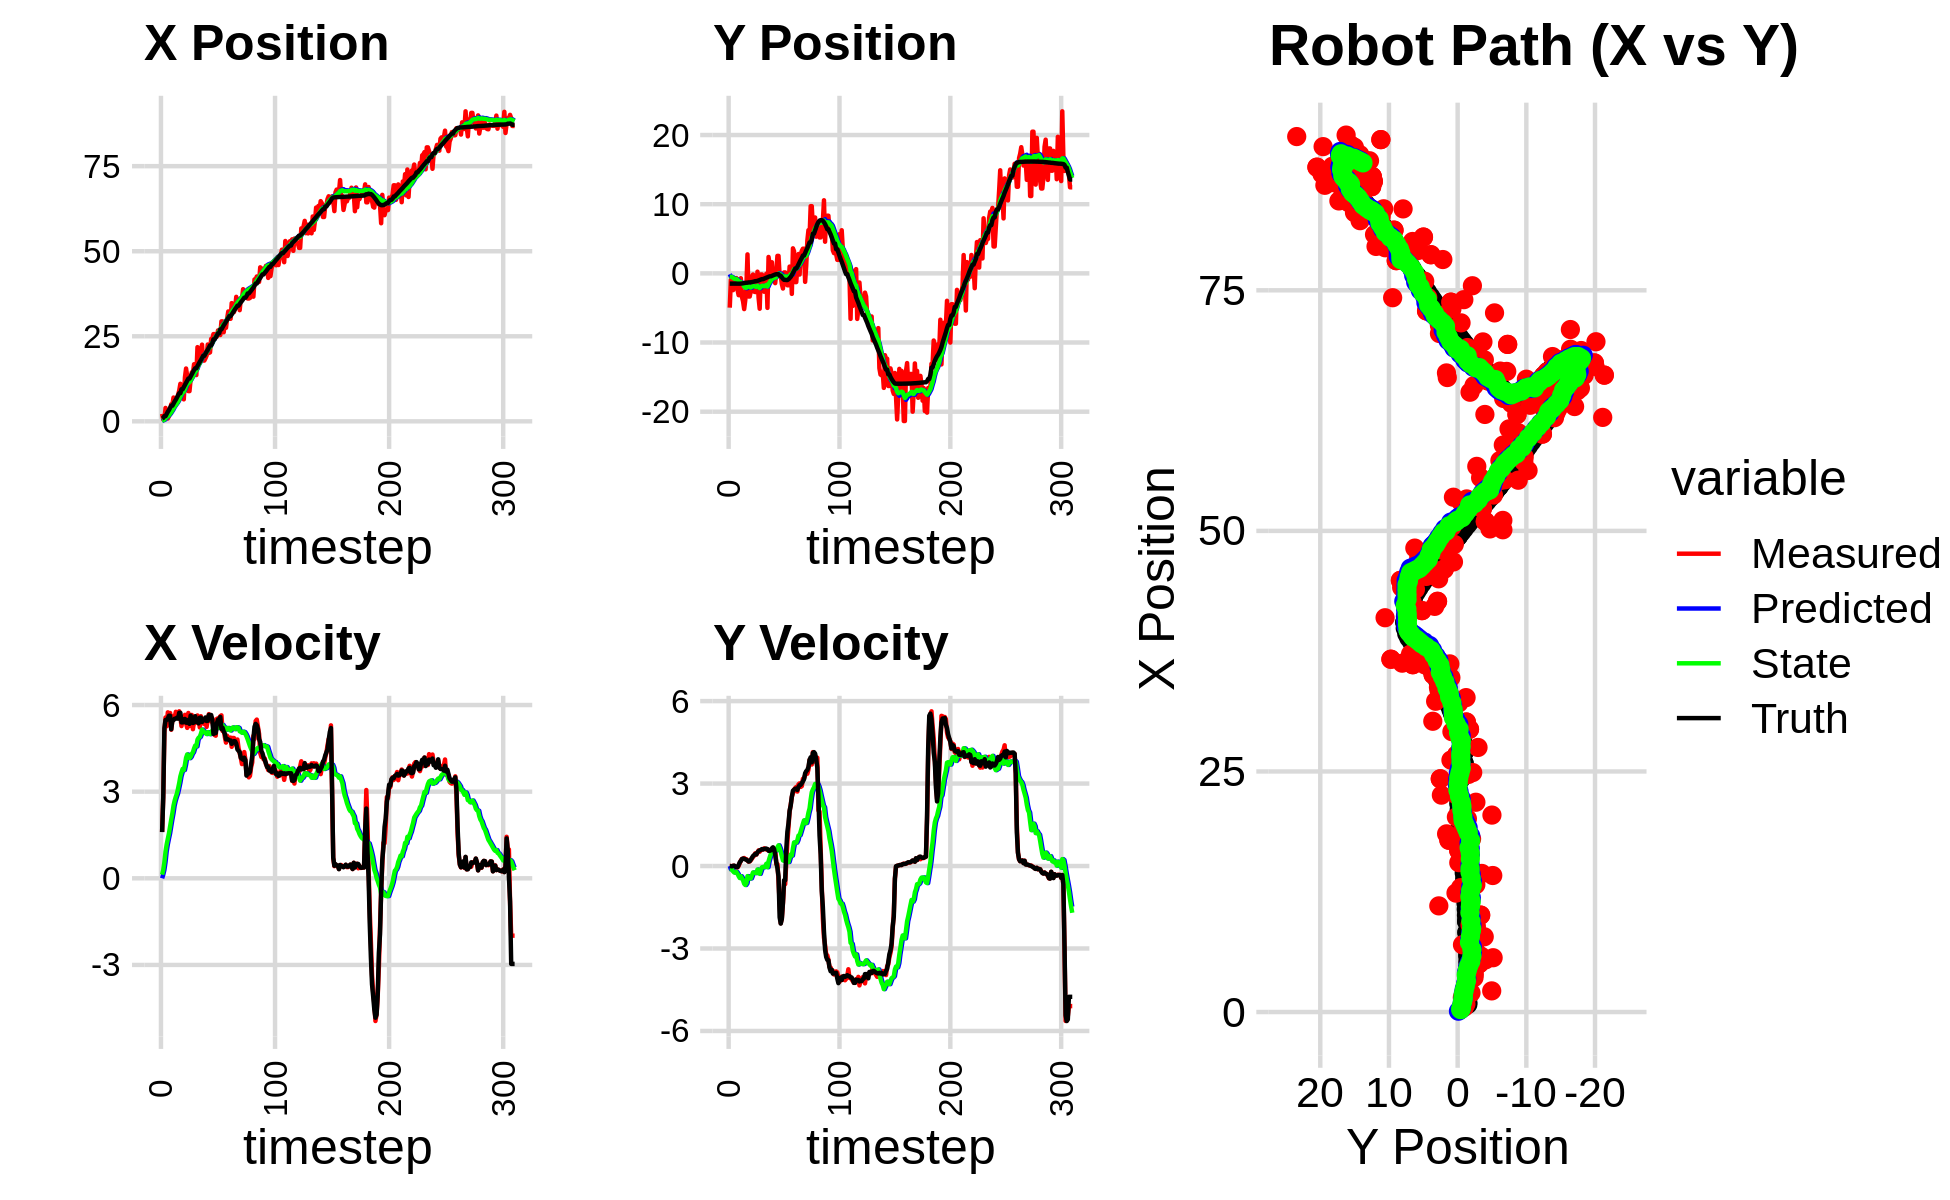 X Position
75
50
25
0
0
100
200
300
timestep
Y Position
20
10
0
-10
-20
0
100
200
300
timestep
X Velocity
6
3
0
-3
0
100
200
300
timestep
Y Velocity
6
3
0
-3
-6
0
100
200
300
timestep
Robot Path (X vs Y)
X Position
75
50
25
0
20 10 0 -10 -20
Y Position
variable
Measured
Predicted
State
Truth